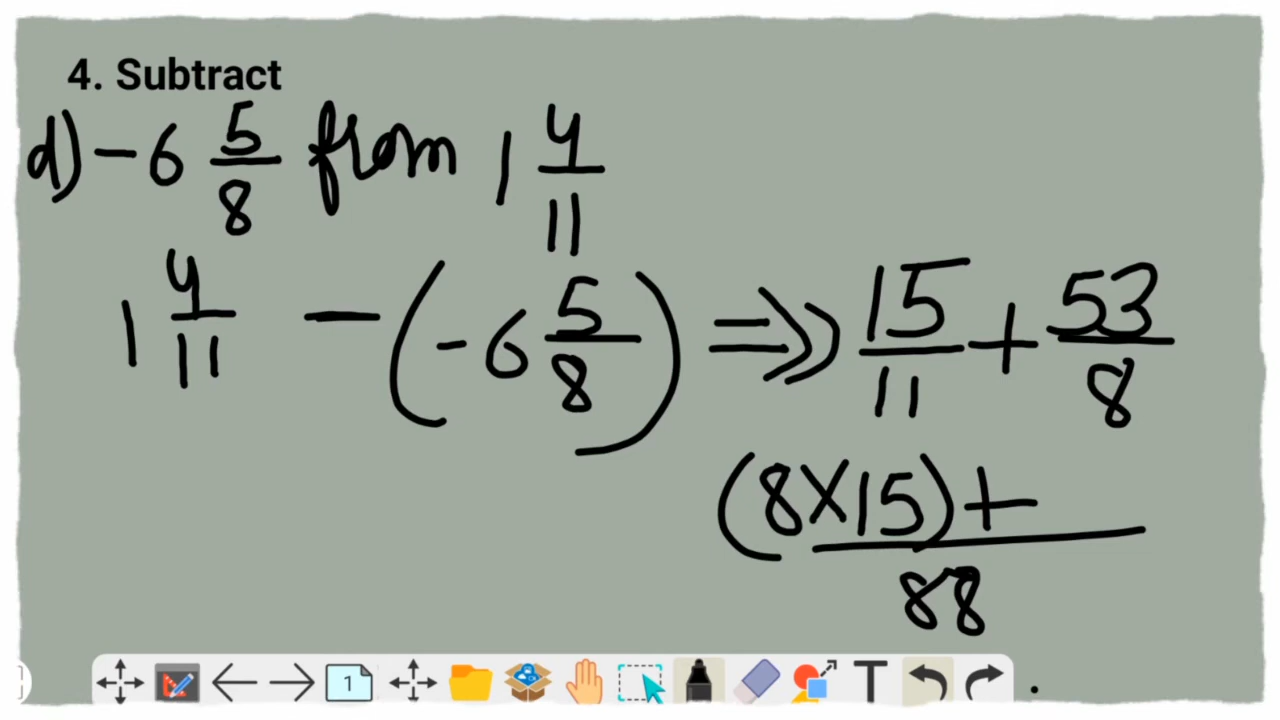 4. Subtract
d) -6 5/8 from 1 4/11
1 4/11 - (-6 5/8) ⇒ 15/11 + 53/8
(8×15)+ / 88
1
T